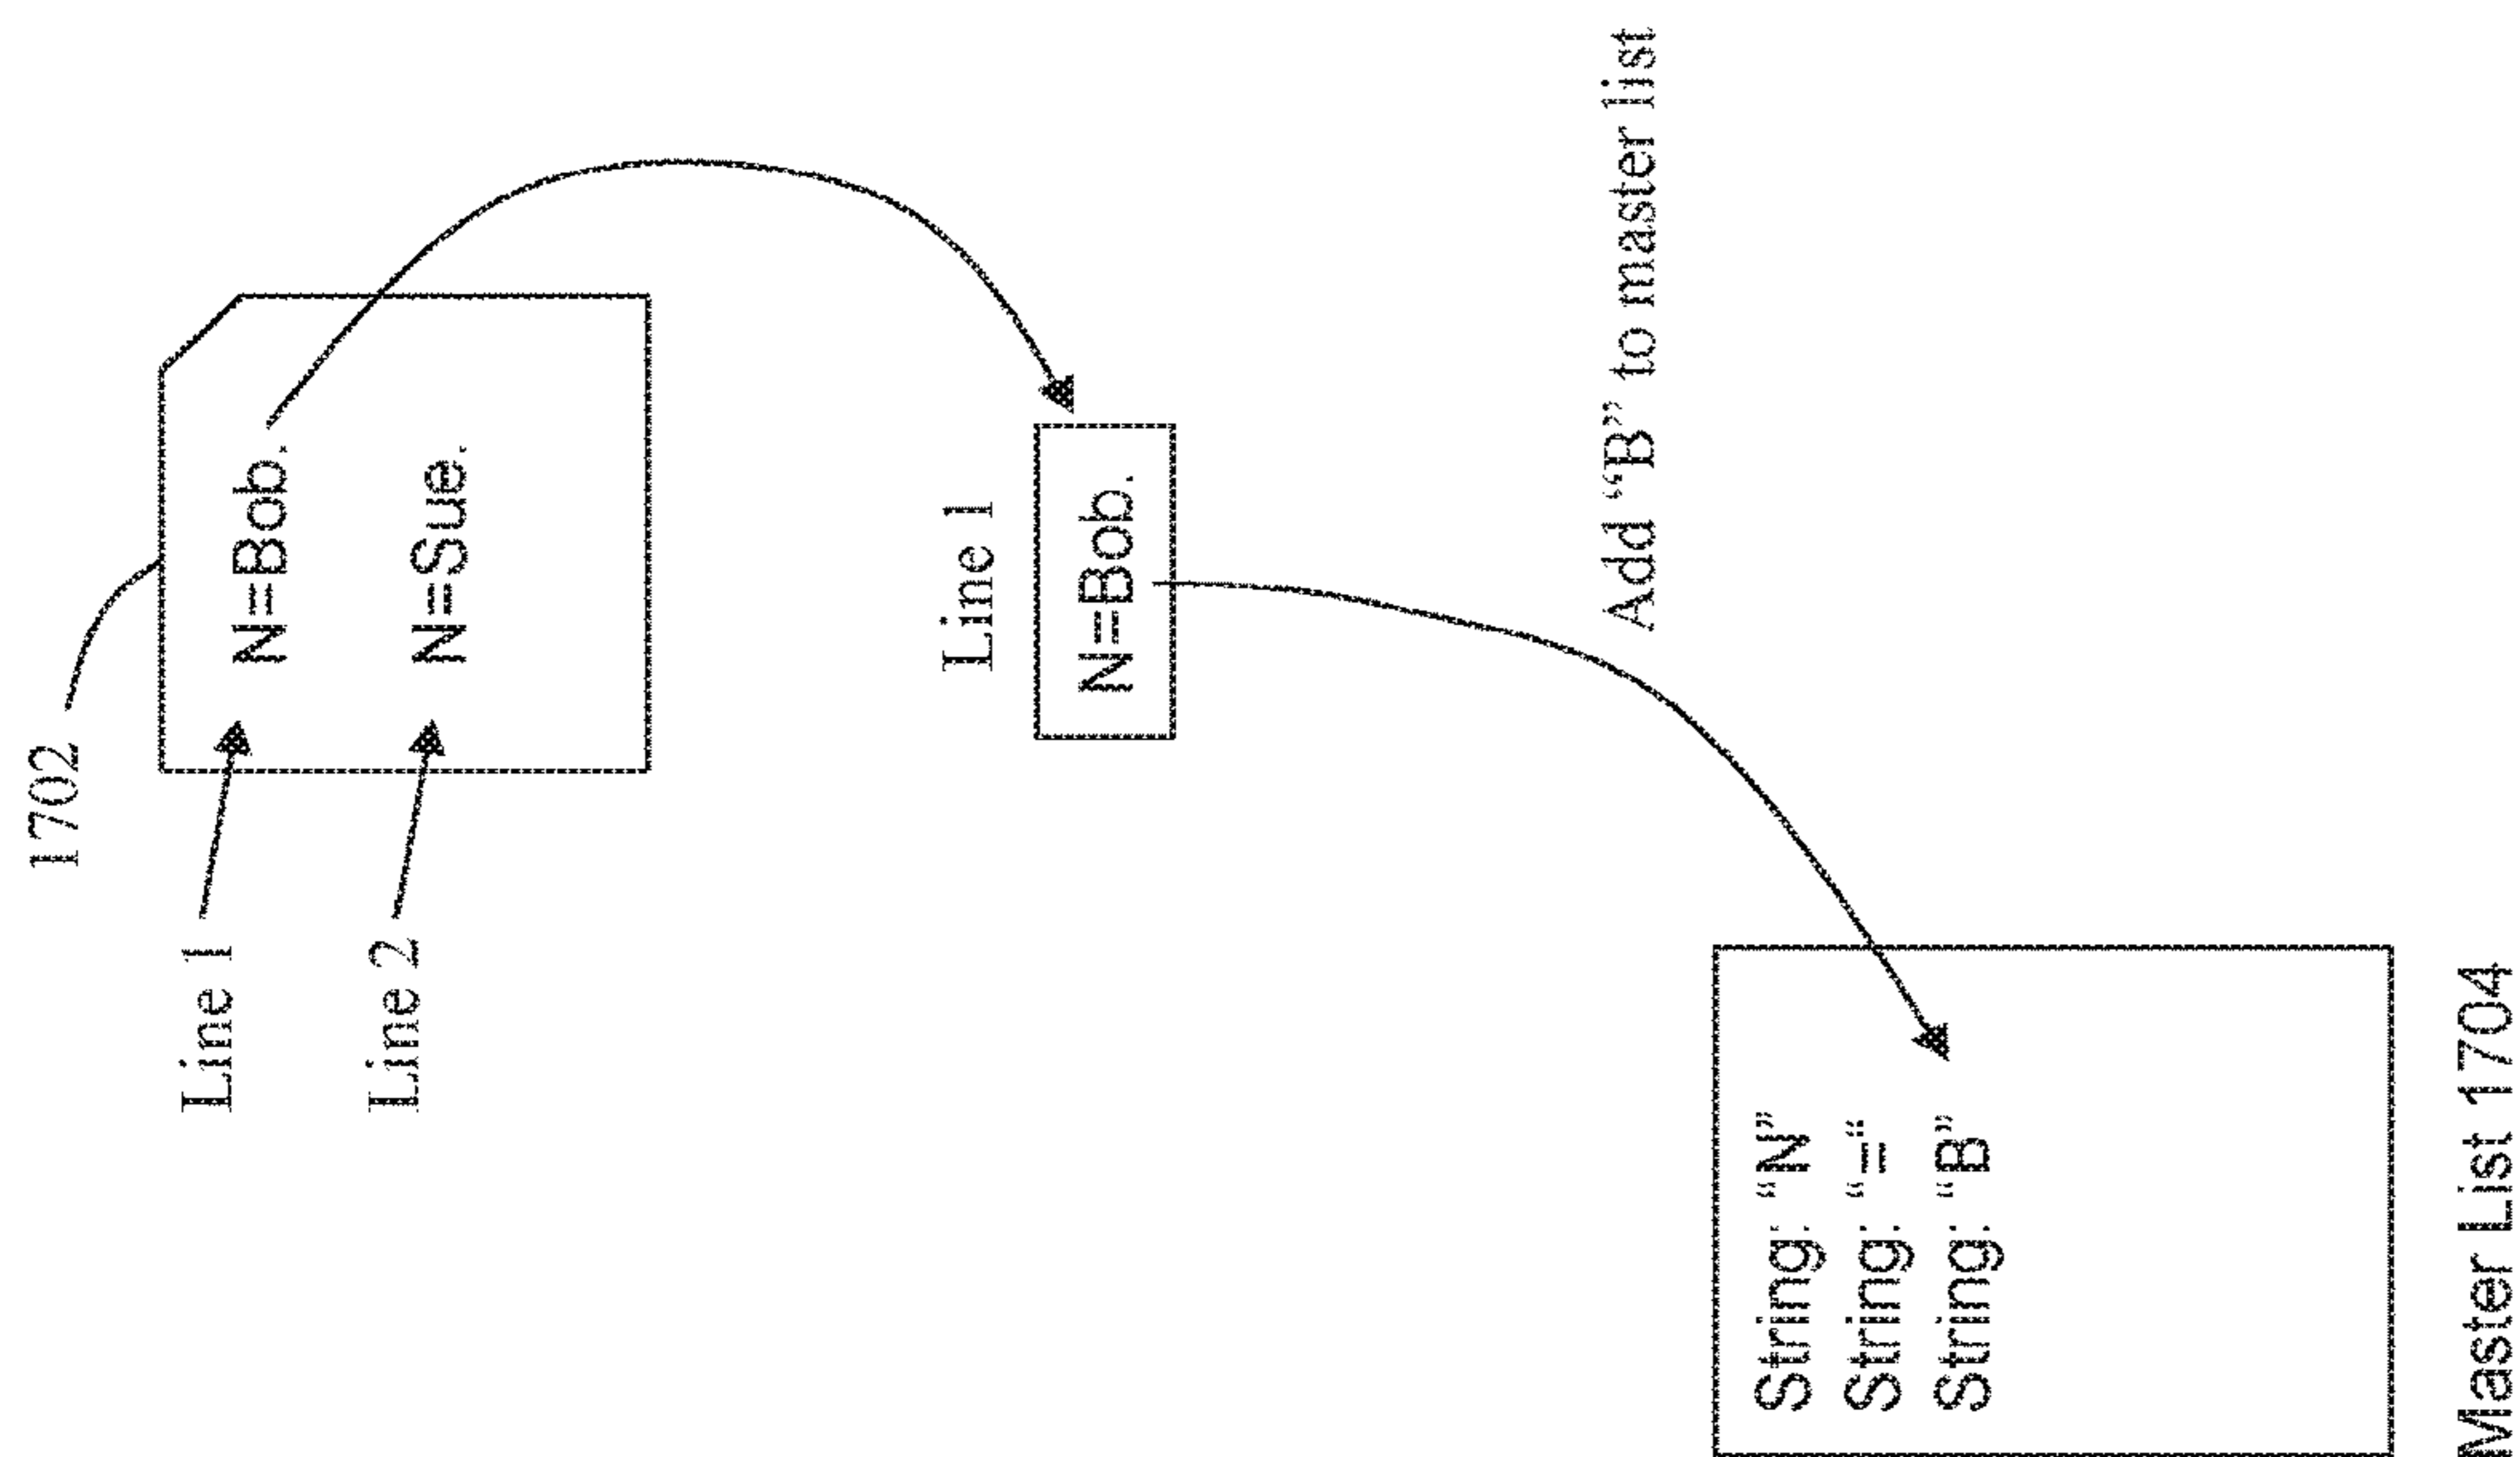 1702
Line 1
N=Bob.
Line 2
N=Sue.
Line 1
N=Bob.
Add “B” to master list
String: “N”
String: “=“
String: “B”
Master List 1704